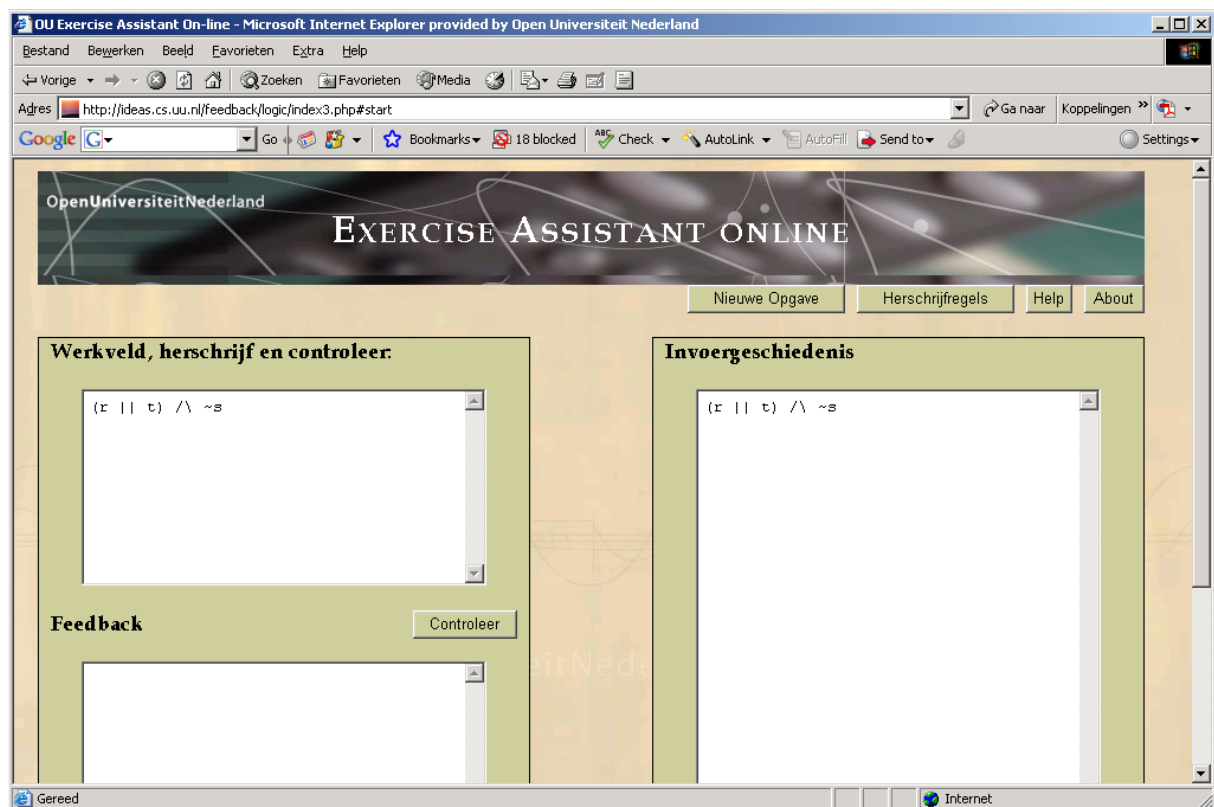 OU Exercise Assistant On-line - Microsoft Internet Explorer provided by Open Universiteit Nederland
Bestand Bewerken Beeld Favorieten Extra Help
Vorige Zoeken Favorieten Media
Adres http://ideas.cs.uu.nl/feedback/logic/index3.php#start Ga naar Koppelingen »
Google G Go Bookmarks 18 blocked ABC Check AutoLink AutoFill Send to Settings
OpenUniversiteitNederland
EXERCISE ASSISTANT ONLINE
Nieuwe Opgave Herschrijfregels Help About
Werkveld, herschrijf en controleer:
(r || t) /\ ~s
Feedback Controleer
Invoergeschiedenis
(r || t) /\ ~s
eitNede
Gereed Internet